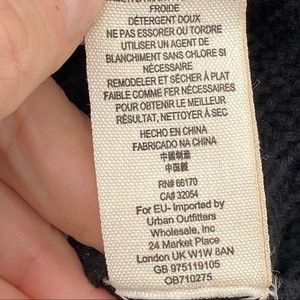 FROIDE
DÉTERGENT DOUX
NE PAS ESSORER OU TORDRE
UTILISER UN AGENT DE
BLANCHIMENT SANS CHLORE SI
NÉCESSAIRE
REMODELER ET SÉCHER À PLAT
FAIBLE COMME FER NÉCESSAIRE
POUR OBTENIR LE MEILLEUR
RÉSULTAT, NETTOYER À SEC
HECHO EN CHINA
FABRICADO NA CHINA
中國製造
中国製
RN# 66170
CA# 32054
For EU- Imported by
Urban Outfitters
Wholesale, Inc
24 Market Place
London UK W1W 8AN
GB 975119105
OB710275